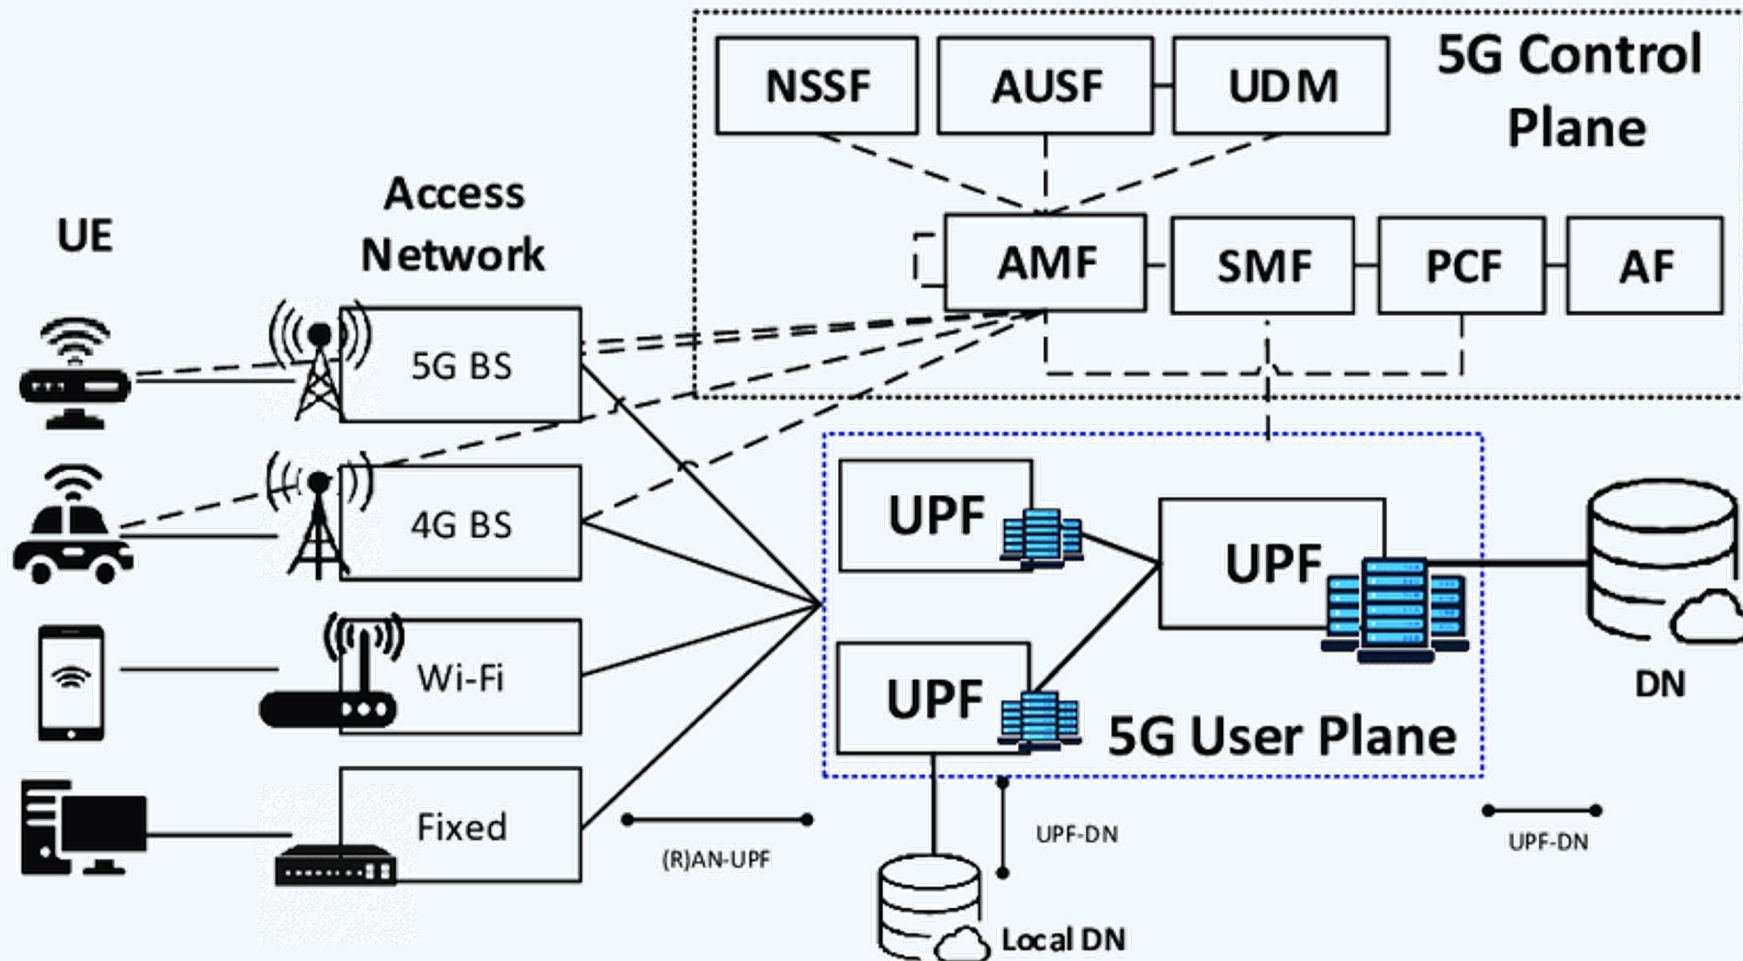 NSSF
AUSF
UDM
5G Control
Plane
Access
Network
UE
AMF
SMF
PCF
AF
5G BS
4G BS
Wi-Fi
Fixed
UPF
UPF
UPF
5G User Plane
DN
(R)AN-UPF
UPF-DN
UPF-DN
Local DN